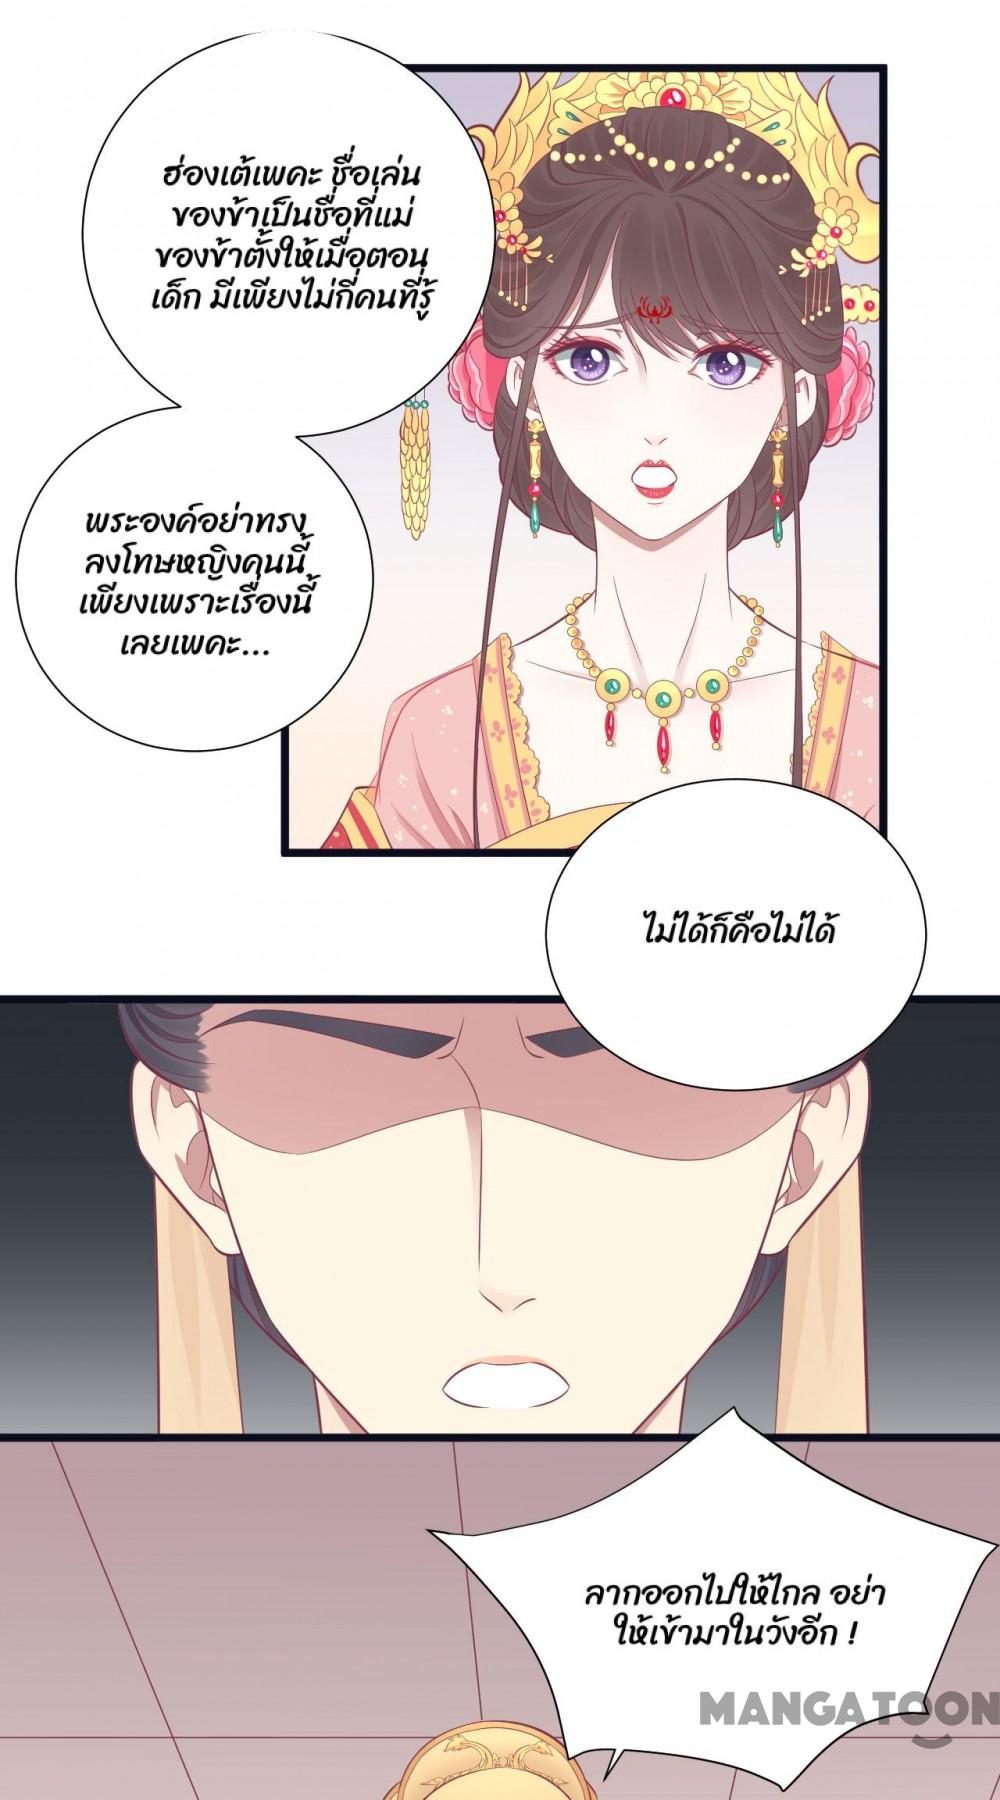 ฮ่องเต้เพคะ ชื่อเล่น
ของข้าเป็นชื่อที่แม่
ของข้าตั้งให้เมื่อตอน
เด็ก มีเพียงไม่กี่คนที่รู้
พระองค์อย่าทรง
ลงโทษหญิงคนนี้
เพียงเพราะเรื่องนี้
เลยเพคะ...
ไม่ได้ก็คือไม่ได้
ลากออกไปให้ไกล อย่า
ให้เข้ามาในวังอีก !
MANGATOON